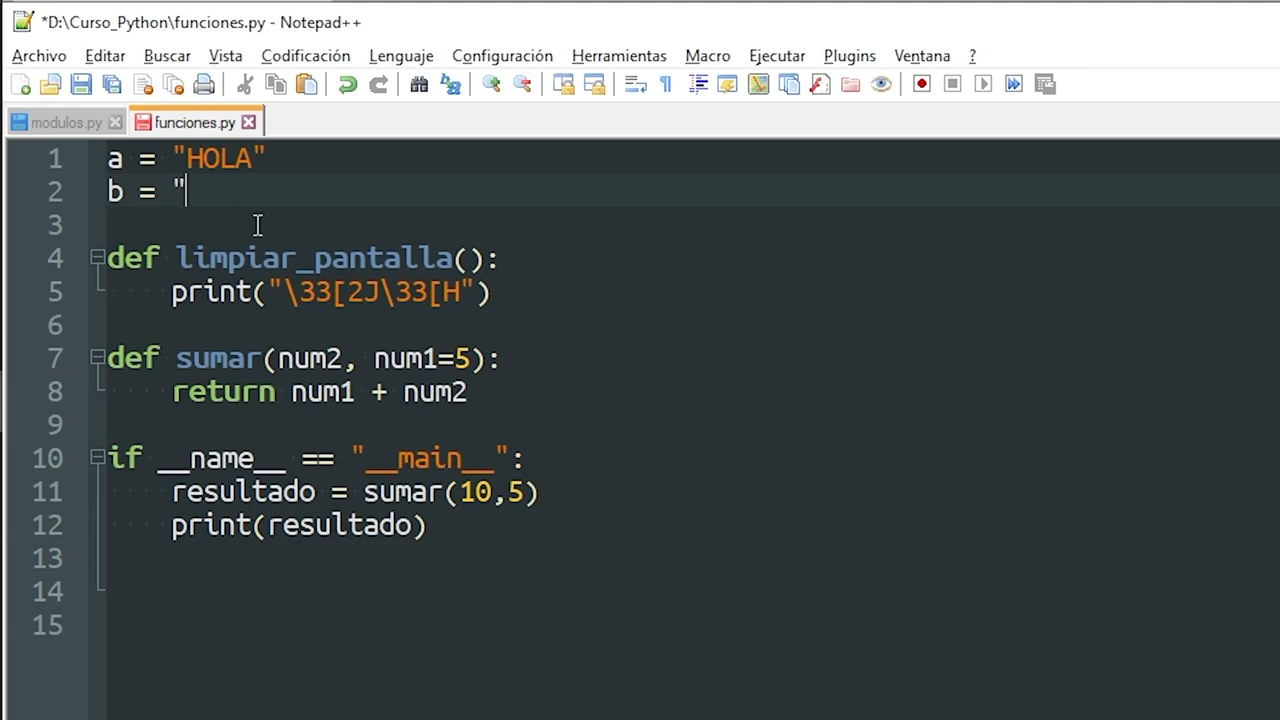 *D:\Curso_Python\funciones.py - Notepad++
Archivo Editar Buscar Vista Codificación Lenguaje Configuración Herramientas Macro Ejecutar Plugins Ventana ?
modulos.py funciones.py
1 a = "HOLA"
2 b = "
3
4 def limpiar_pantalla():
5 print("\33[2J\33[H")
6
7 def sumar(num2, num1=5):
8 return num1 + num2
9
10 if __name__ == "__main__":
11 resultado = sumar(10,5)
12 print(resultado)
13
14
15